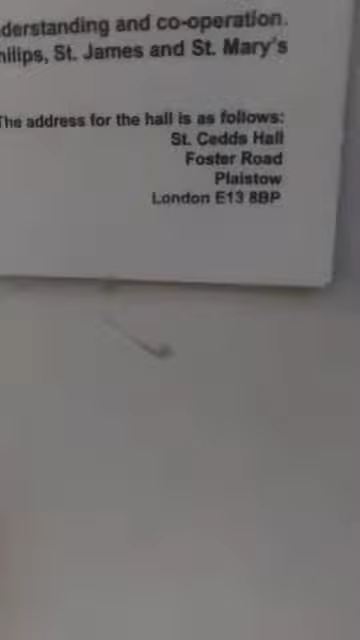 derstanding and co-operation.
hilips, St. James and St. Mary's
The address for the hall is as follows:
St. Cedds Hall
Foster Road
Plaistow
London E13 8BP